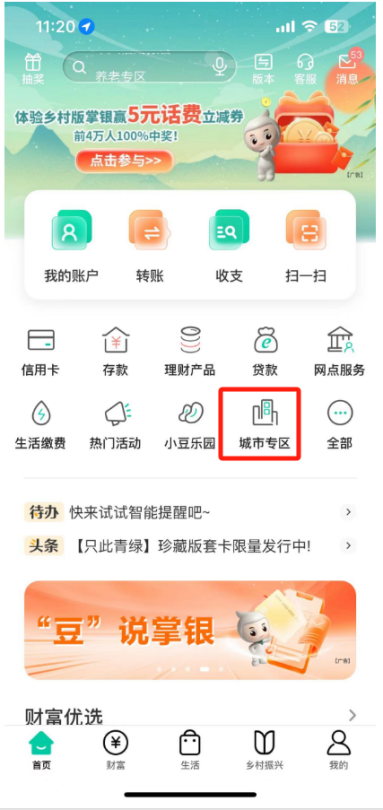 11:20
52
抽奖
养老专区
版本
客服
消息
53
体验乡村版掌银赢5元话费立减券
前4万人100%中奖!
点击参与>>
[广告]
我的账户
转账
收支
扫一扫
信用卡
存款
理财产品
贷款
网点服务
生活缴费
热门活动
小豆乐园
城市专区
全部
待办 快来试试智能提醒吧~
头条 【只此青绿】珍藏版套卡限量发行中!
“豆”说掌银
[广告]
财富优选
首页
财富
生活
乡村振兴
我的